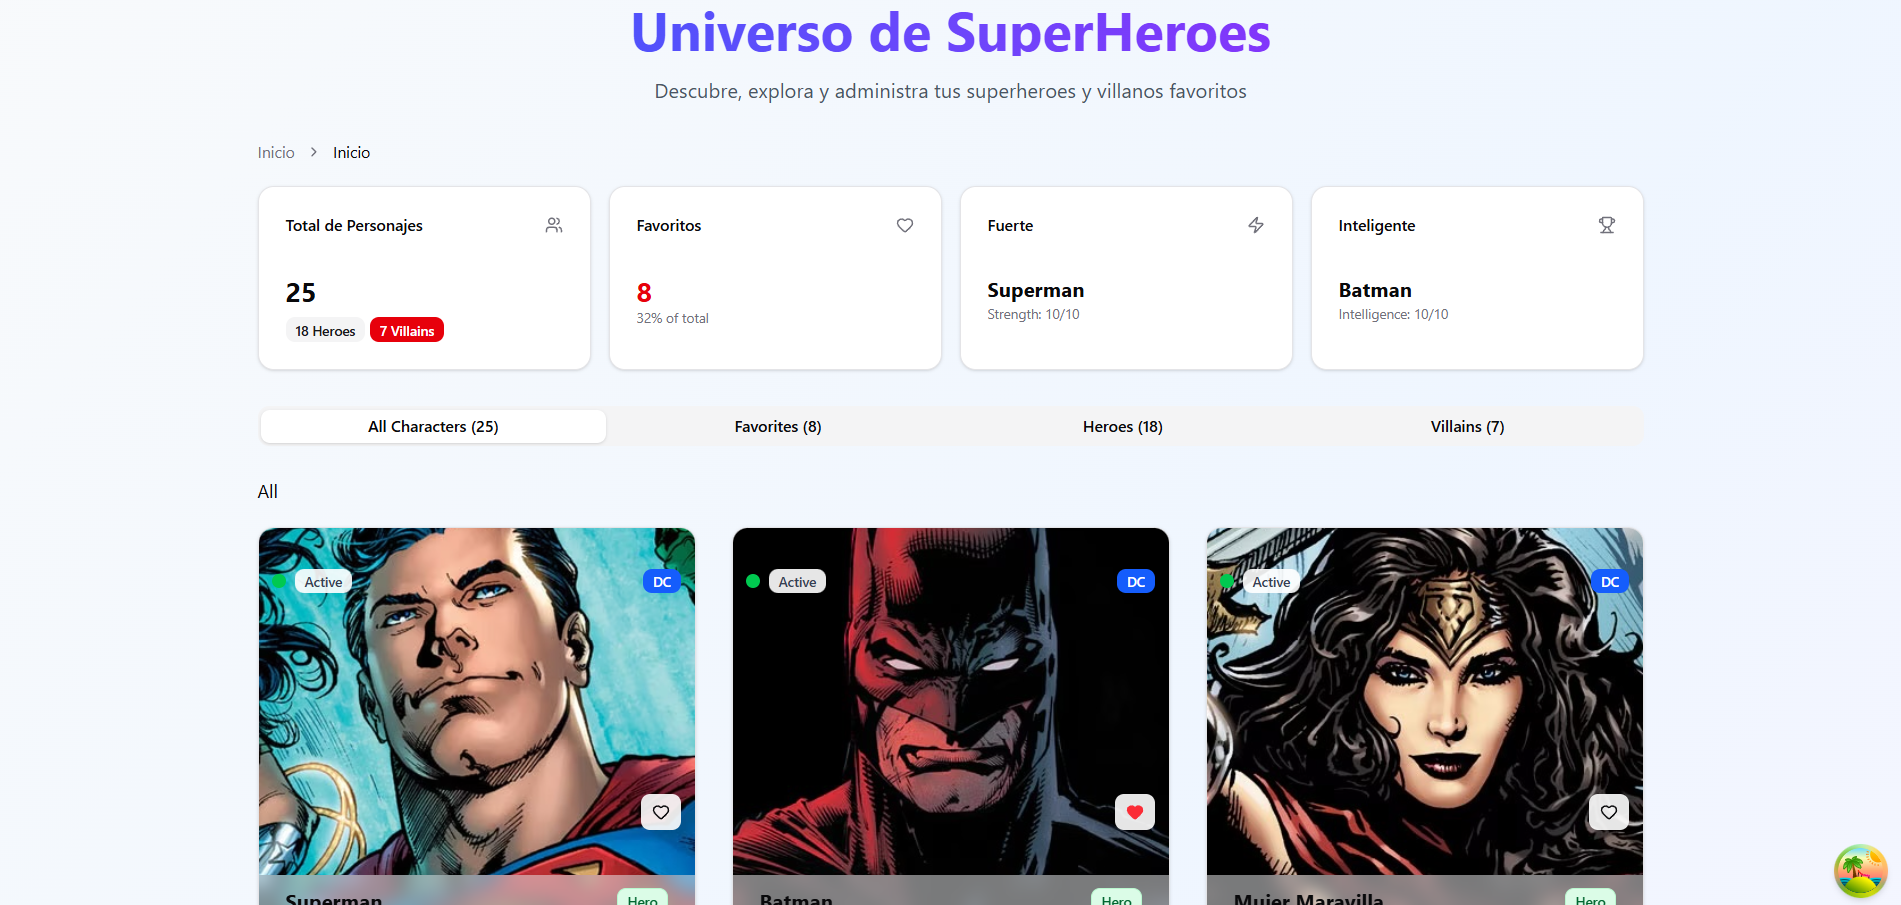 Universo de SuperHeroes
Descubre, explora y administra tus superheroes y villanos favoritos
Inicio > Inicio
Total de Personajes
25
18 Heroes 7 Villains
Favoritos
8
32% of total
Fuerte
Superman
Strength: 10/10
Inteligente
Batman
Intelligence: 10/10
All Characters (25) Favorites (8) Heroes (18) Villains (7)
All
Active DC
Superman Hero
Active DC
Batman Hero
Active DC
Mujer Maravilla Hero